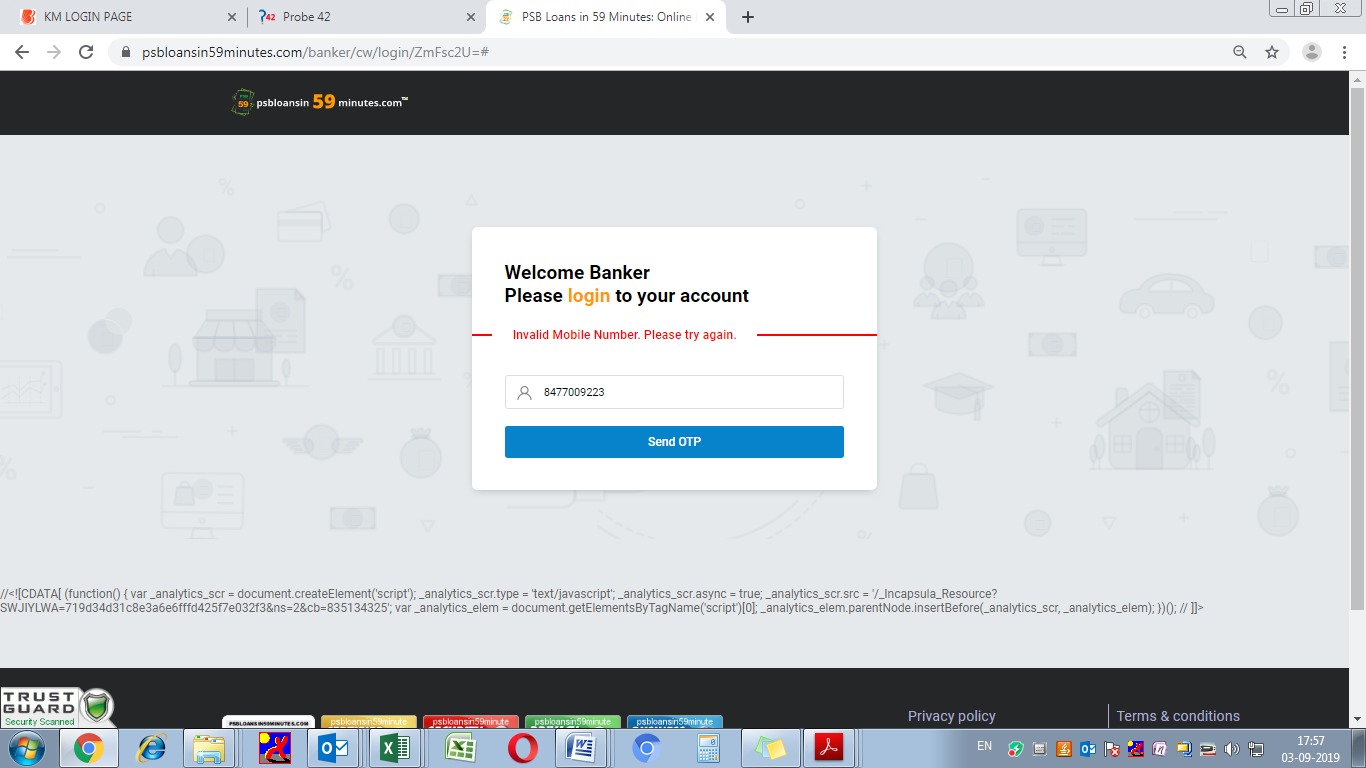 KM LOGIN PAGE
42 Probe 42
PSB Loans in 59 Minutes: Online
psbloansin59minutes.com/banker/cw/login/ZmFsc2U=#
psbloansin 59 minutes.com™
Welcome Banker
Please login to your account
Invalid Mobile Number. Please try again.
8477009223
Send OTP
//<![CDATA[ (function() { var _analytics_scr = document.createElement('script'); _analytics_scr.type = 'text/javascript'; _analytics_scr.async = true; _analytics_scr.src = '/_Incapsula_Resource?
SWJIYLWA=719d34d31c8e3a6e6fffd425f7e032f3&ns=2&cb=835134325'; var _analytics_elem = document.getElementsByTagName('script')[0]; _analytics_elem.parentNode.insertBefore(_analytics_scr, _analytics_elem); })(); // ]]>
TRUST
GUARD
Security Scanned
PSBLOANSIN59MINUTES.COM
psbloansin59minute
psbloansin59minute
psbloansin59minute
psbloansin59minute
Privacy policy
Terms & conditions
EN
17:57
03-09-2019